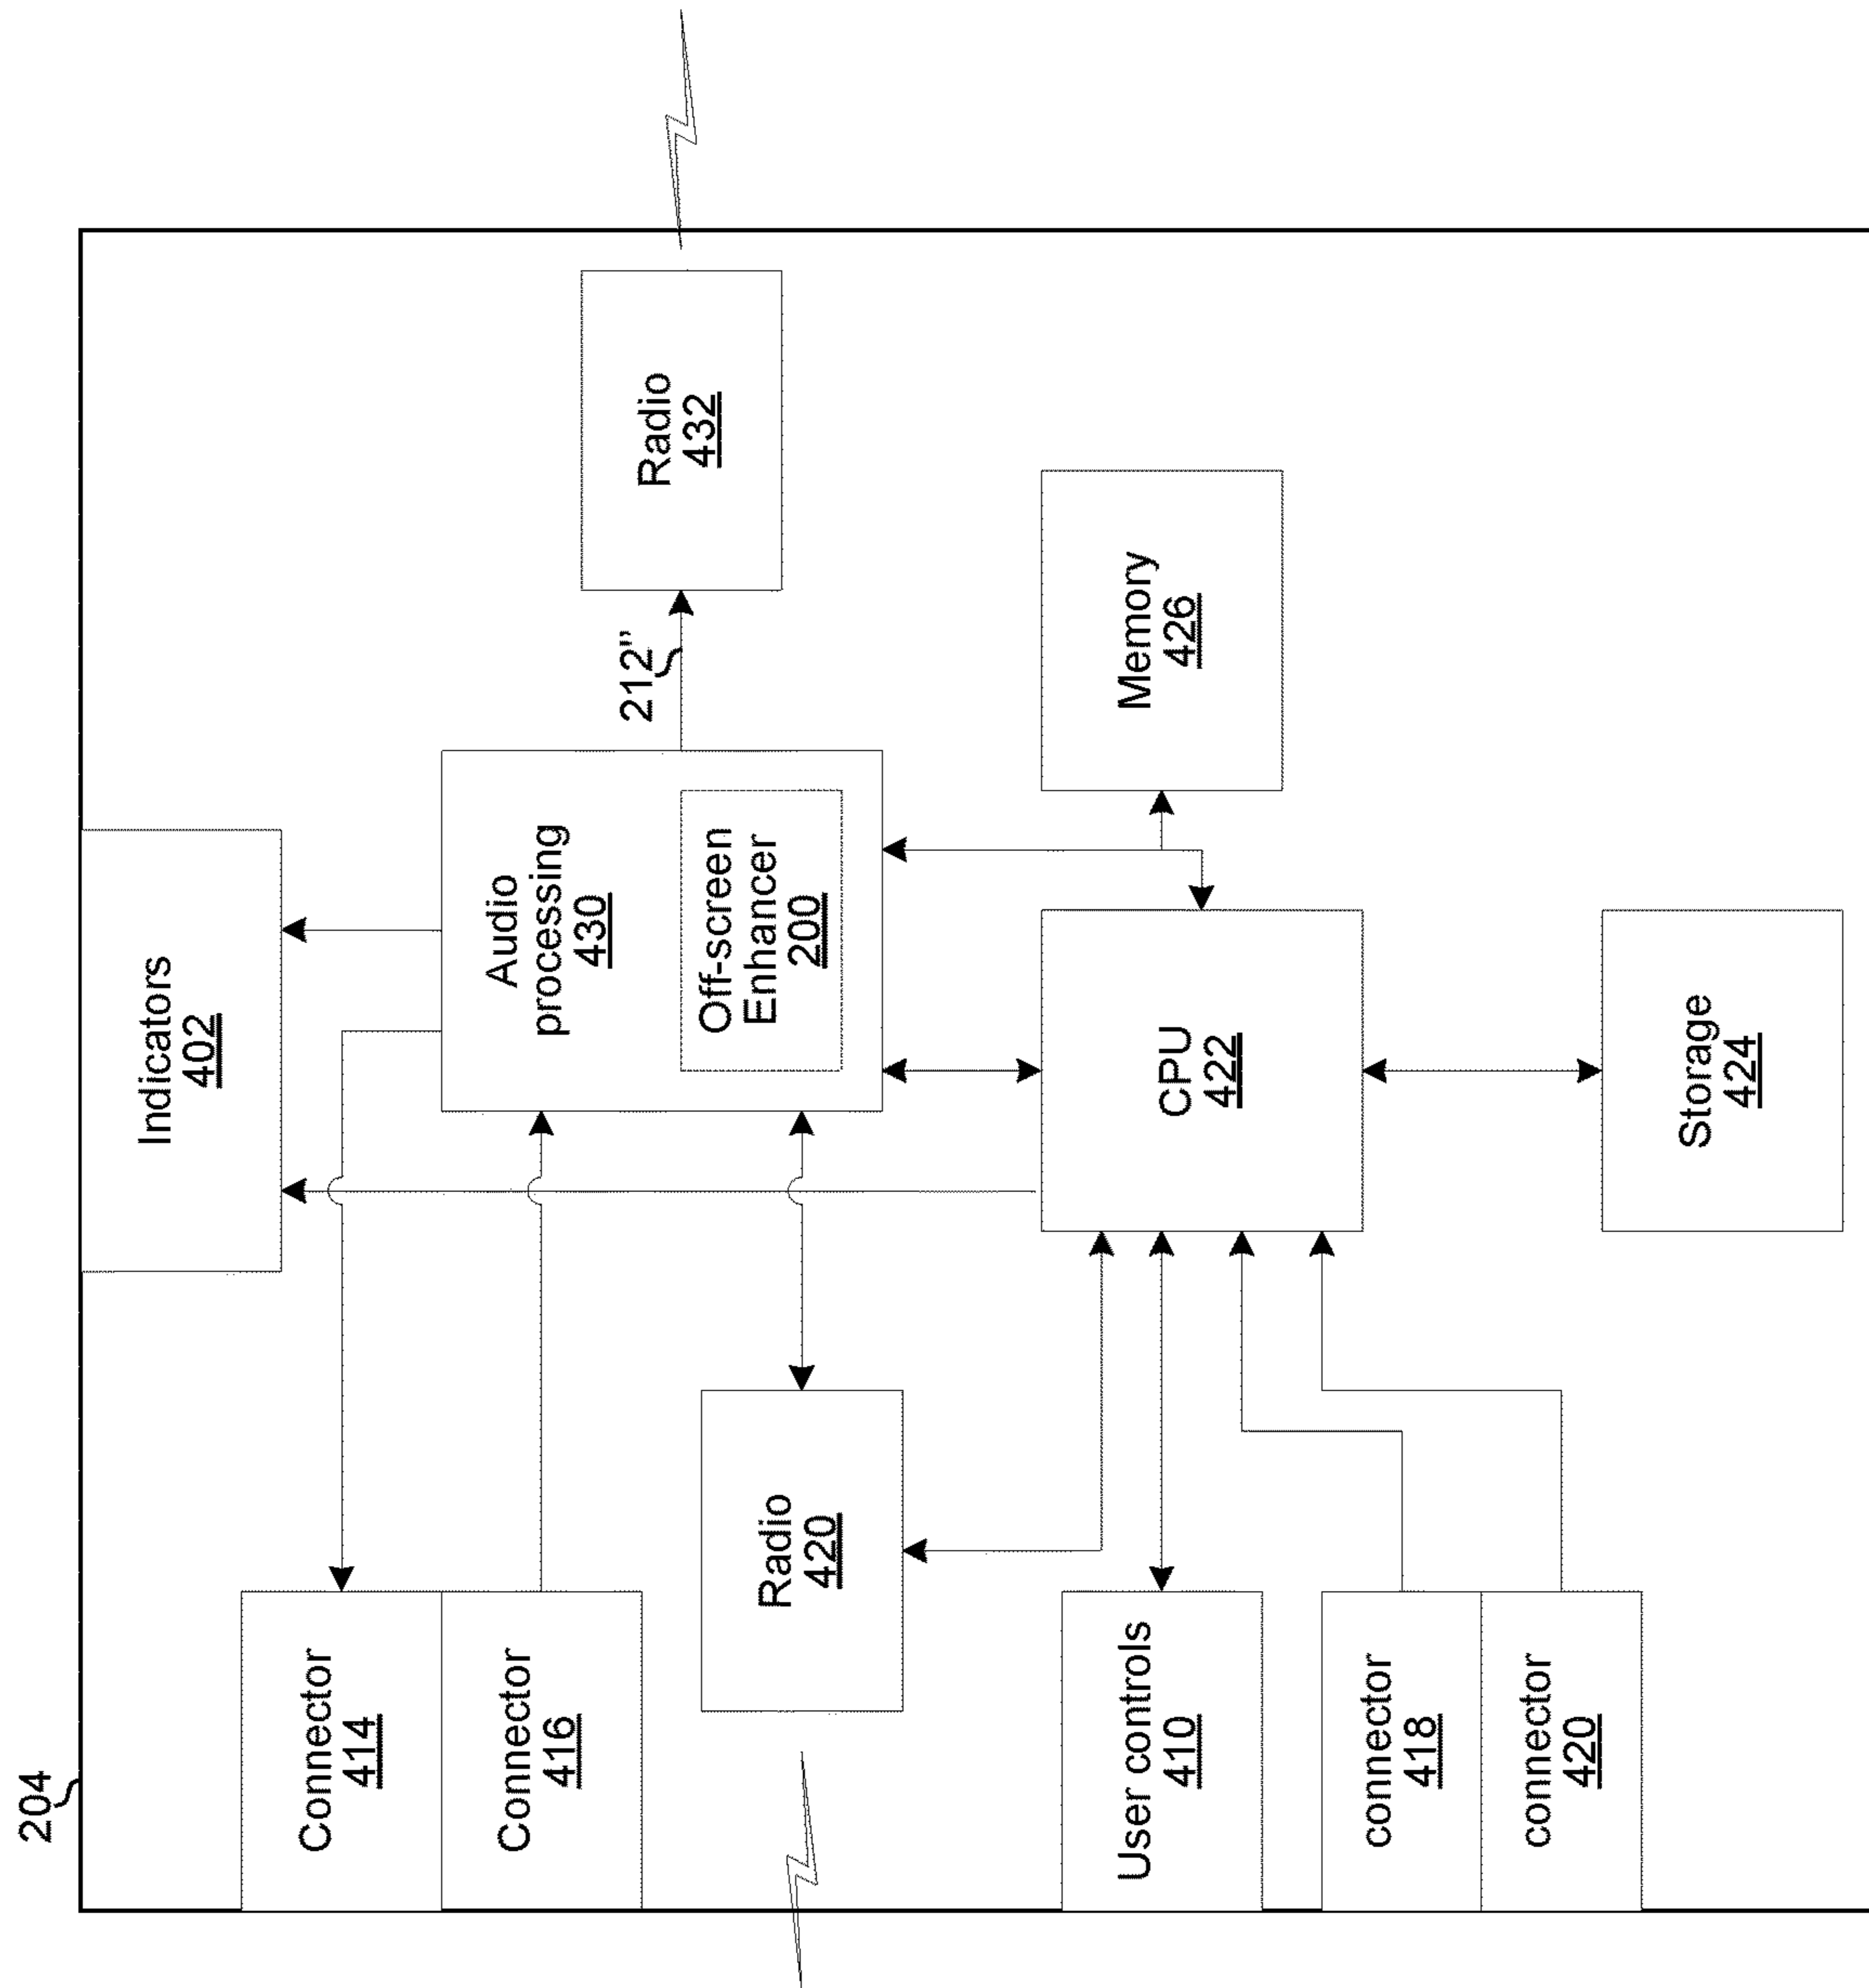 204
Indicators
402
Connector
414
Connector
416
Audio
processing
430
Off-screen
Enhancer
200
212"
Radio
432
Radio
420
User controls
410
CPU
422
Memory
426
connector
418
connector
420
Storage
424